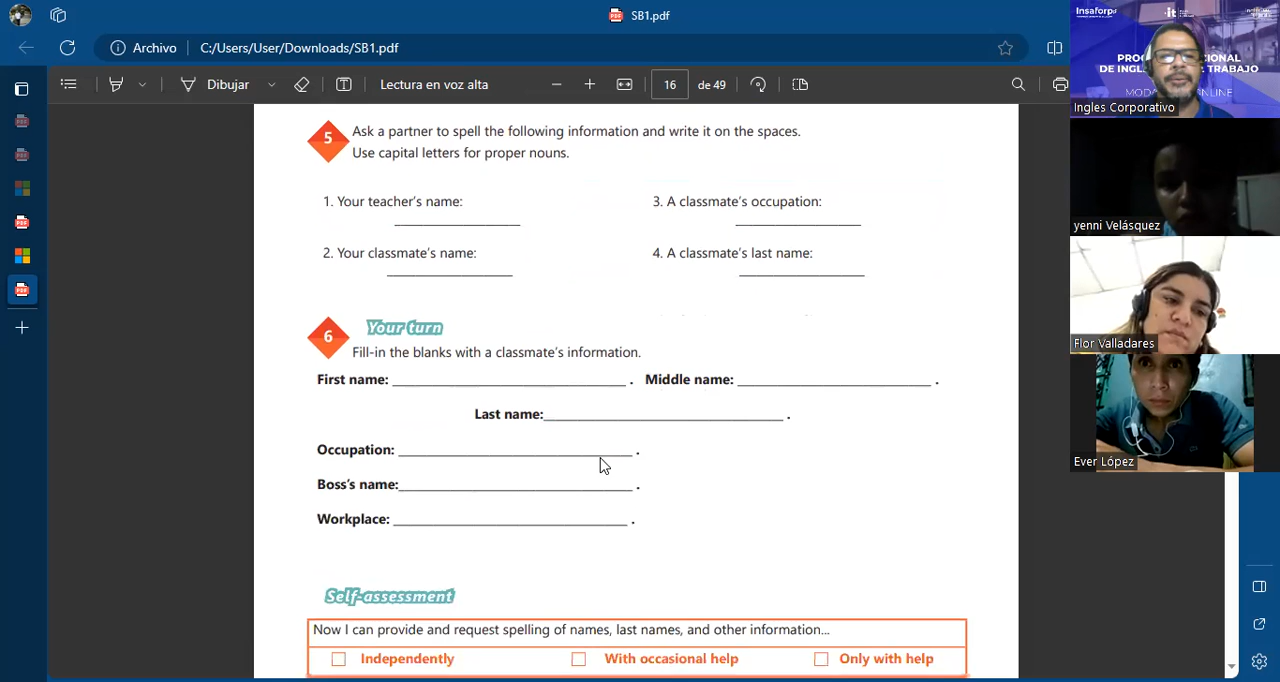 SB1.pdf
Archivo
C:/Users/User/Downloads/SB1.pdf
Dibujar
Lectura en voz alta
16
de 49
5
Ask a partner to spell the following information and write it on the spaces.
Use capital letters for proper nouns.
1. Your teacher's name:
3. A classmate's occupation:
2. Your classmate's name:
4. A classmate's last name:
6
Your turn
Fill-in the blanks with a classmate's information.
First name: . Middle name: .
Last name: .
Occupation: .
Boss's name: .
Workplace: .
Self-assessment
Now I can provide and request spelling of names, last names, and other information...
Independently
With occasional help
Only with help
Insaforp
it
Ingles Corporativo
yenni Velásquez
Flor Valladares
Ever López